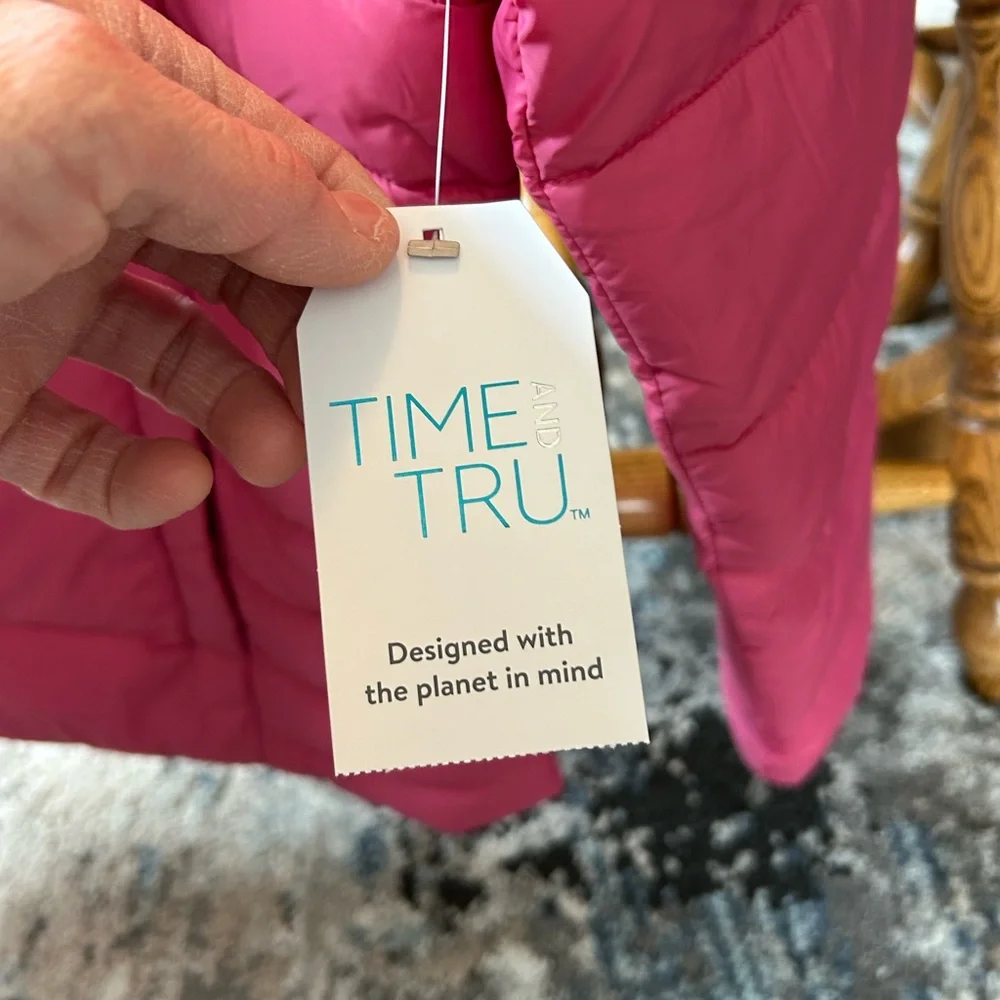 TIME AND
TRU™
Designed with
the planet in mind